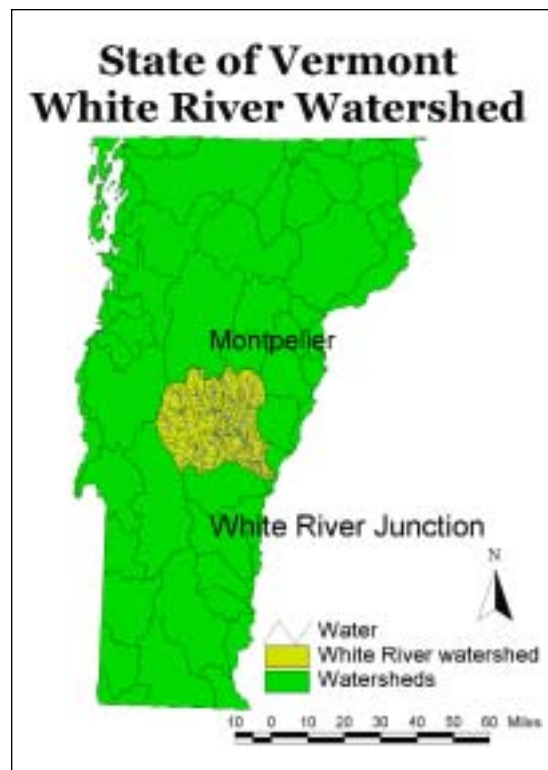 State of Vermont
White River Watershed
Montpelier
White River Junction
N
Water
White River watershed
Watersheds
10 0 10 20 30 40 50 60 Miles